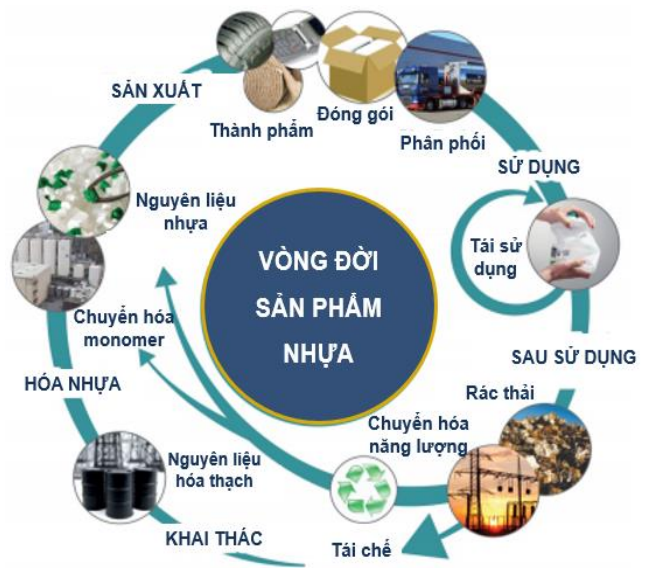 SẢN XUẤT
Thành phẩm
Đóng gói
Phân phối
SỬ DỤNG
Nguyên liệu
nhựa
Tái sử
dụng
VÒNG ĐỜI
SẢN PHẨM
NHỰA
Chuyển hóa
monomer
SAU SỬ DỤNG
HÓA NHỰA
Rác thải
Chuyển hóa
năng lượng
Nguyên liệu
hóa thạch
KHAI THÁC
Tái chế